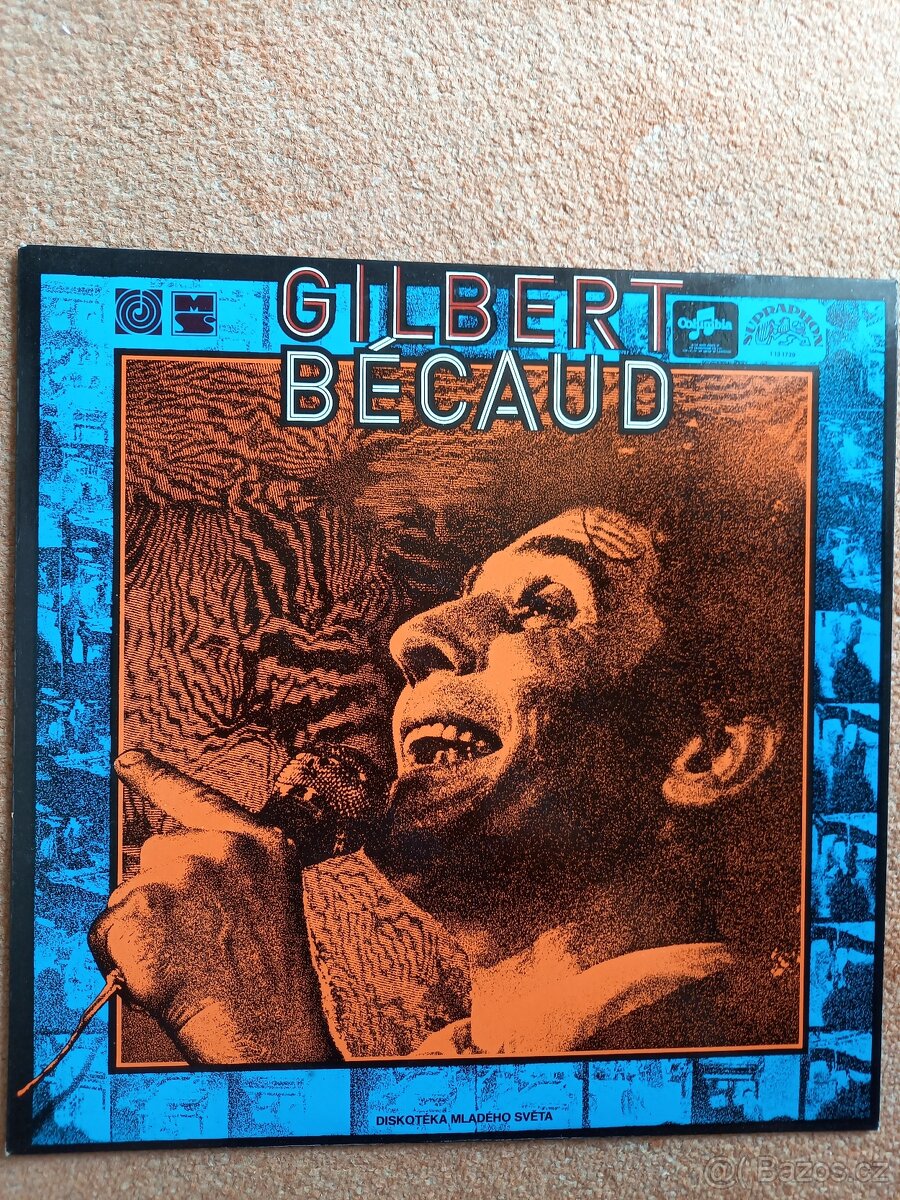 GILBERT
BÉCAUD
M
S
Columbia
SUPRAPHON
DISKOTÉKA MLADÉHO SVĚTA
@( Bazos.cz